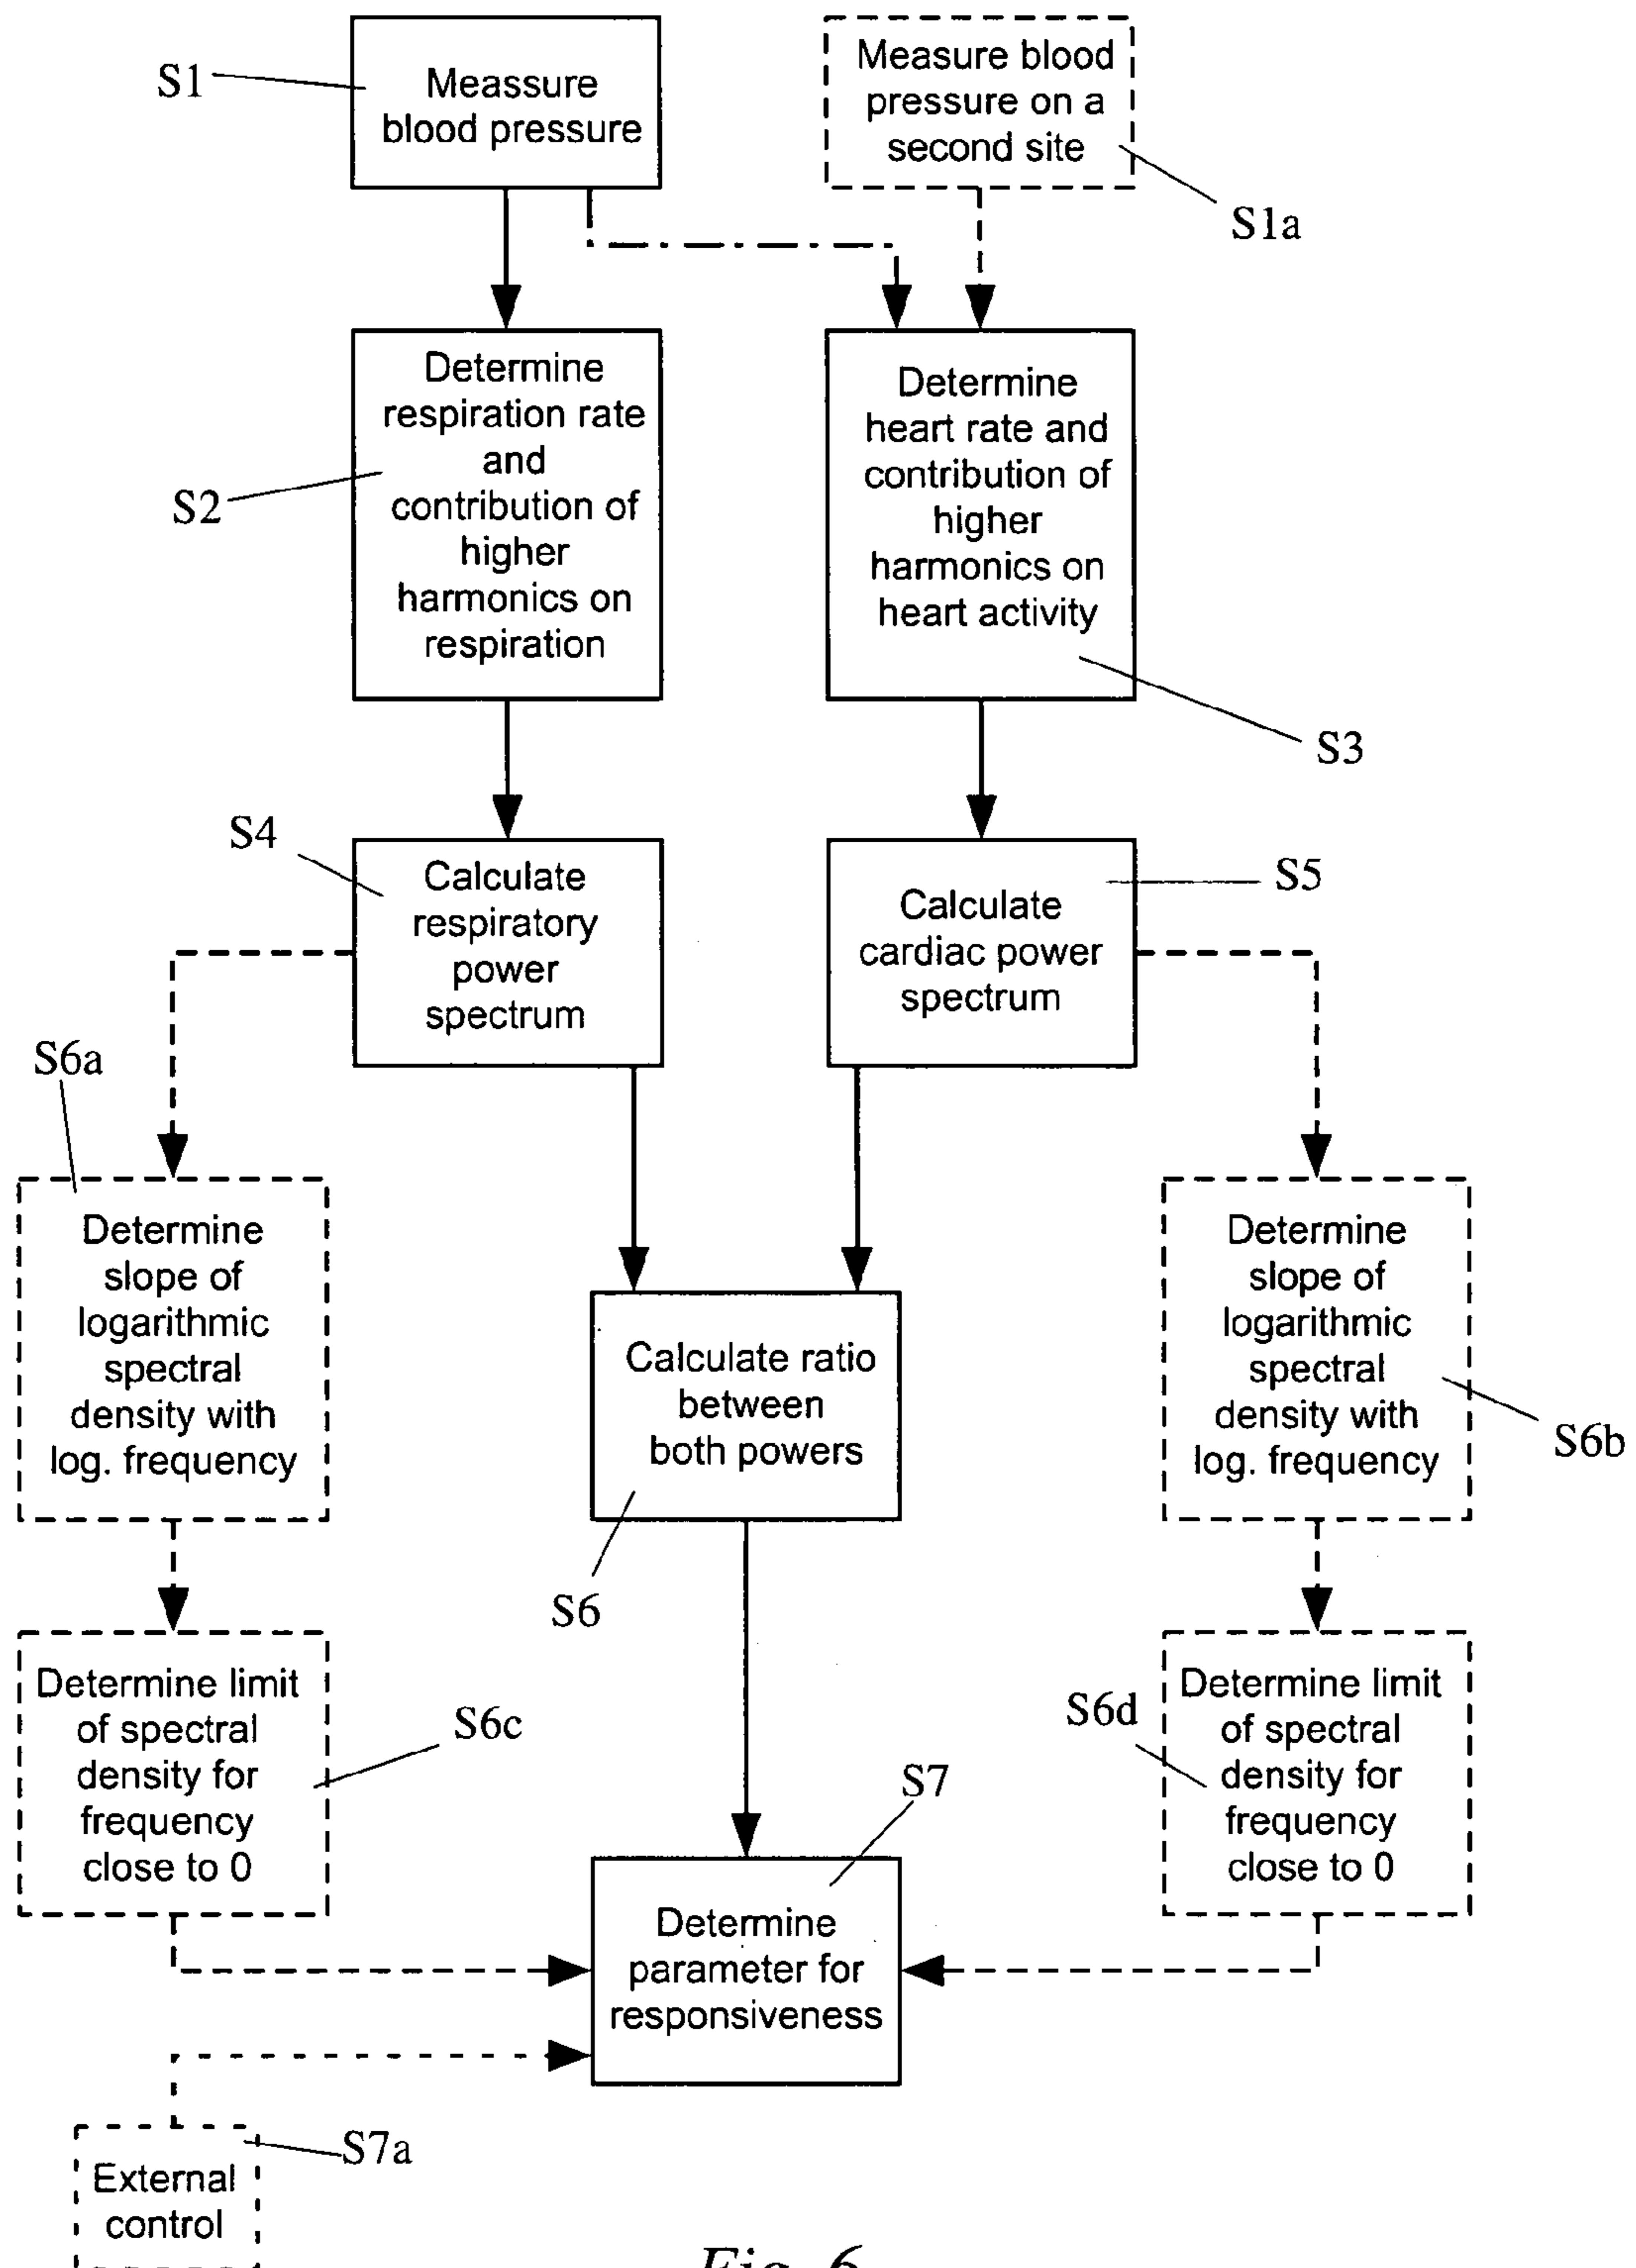 S1
Meassure
blood pressure
Measure blood
pressure on a
second site
S1a
Determine
respiration rate
and
contribution of
higher
harmonics on
respiration
S2
Determine
heart rate and
contribution of
higher
harmonics on
heart activity
S3
S4
Calculate
respiratory
power
spectrum
Calculate
cardiac power
spectrum
S5
S6a
Determine
slope of
logarithmic
spectral
density with
log. frequency
Calculate ratio
between
both powers
S6
Determine
slope of
logarithmic
spectral
density with
log. frequency
S6b
Determine limit
of spectral
density for
frequency
close to 0
S6c
S6d
Determine limit
of spectral
density for
frequency
close to 0
S7
Determine
parameter for
responsiveness
S7a
External
control
Fig. 6